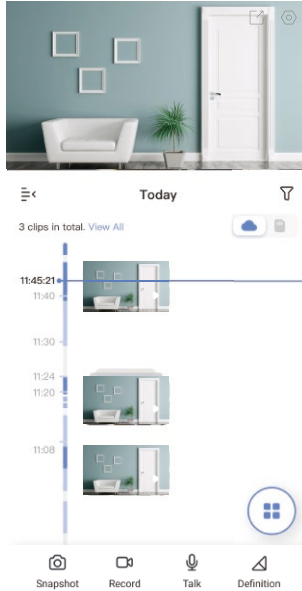 Today
3 clips in total. View All
11:45:21
11:40
11:30
11:24
11:20
11:08
Snapshot Record Talk Definition